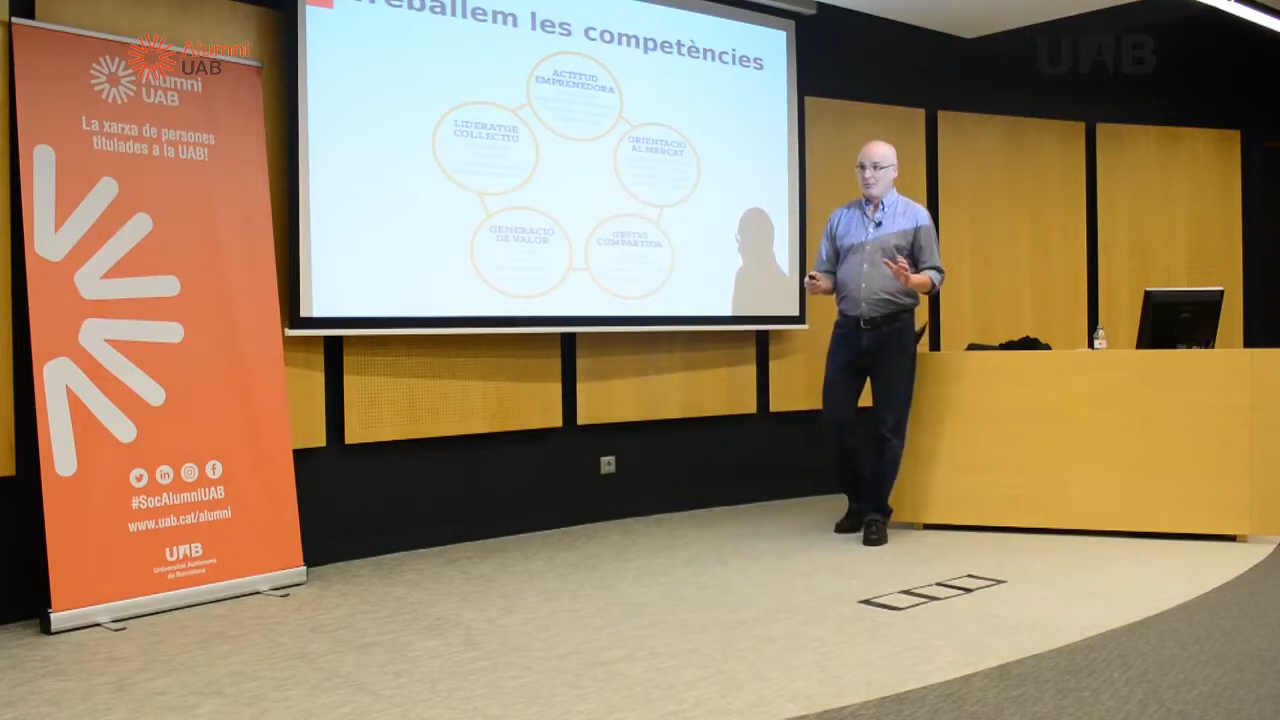 Alumni
UAB
Alumni
UAB
La xarxa de persones
titulades a la UAB!
#SocAlumniUAB
www.uab.cat/alumni
UAB
Universitat Autònoma
de Barcelona
Treballem les competències
ACTITUD
EMPRENEDORA
LIDERATGE
COL·LECTIU
ORIENTACIÓ
AL MERCAT
GENERACIÓ
DE VALOR
GESTIÓ
COMPARTIDA
UAB